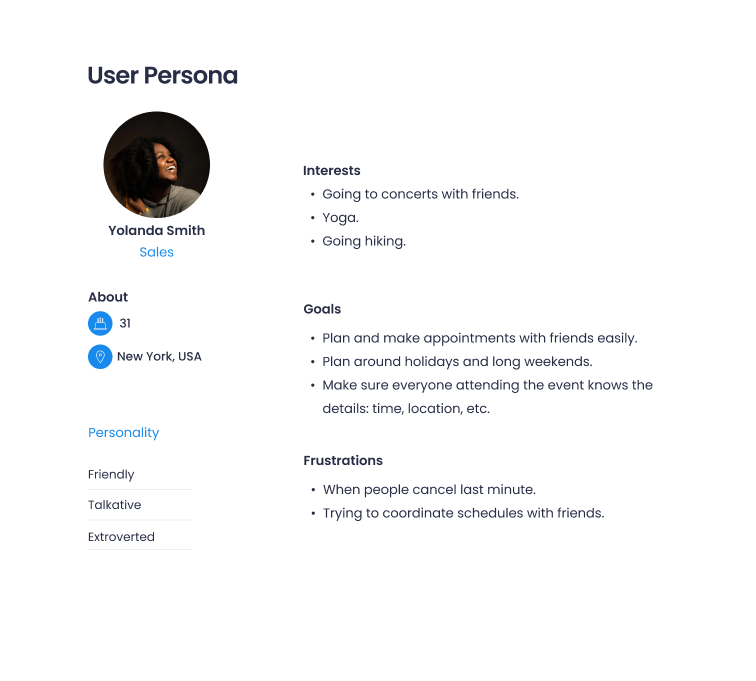 User Persona
Yolanda Smith
Sales
About
31
New York, USA
Personality
Friendly
Talkative
Extroverted
Interests
• Going to concerts with friends.
• Yoga.
• Going hiking.
Goals
• Plan and make appointments with friends easily.
• Plan around holidays and long weekends.
• Make sure everyone attending the event knows the
details: time, location, etc.
Frustrations
• When people cancel last minute.
• Trying to coordinate schedules with friends.